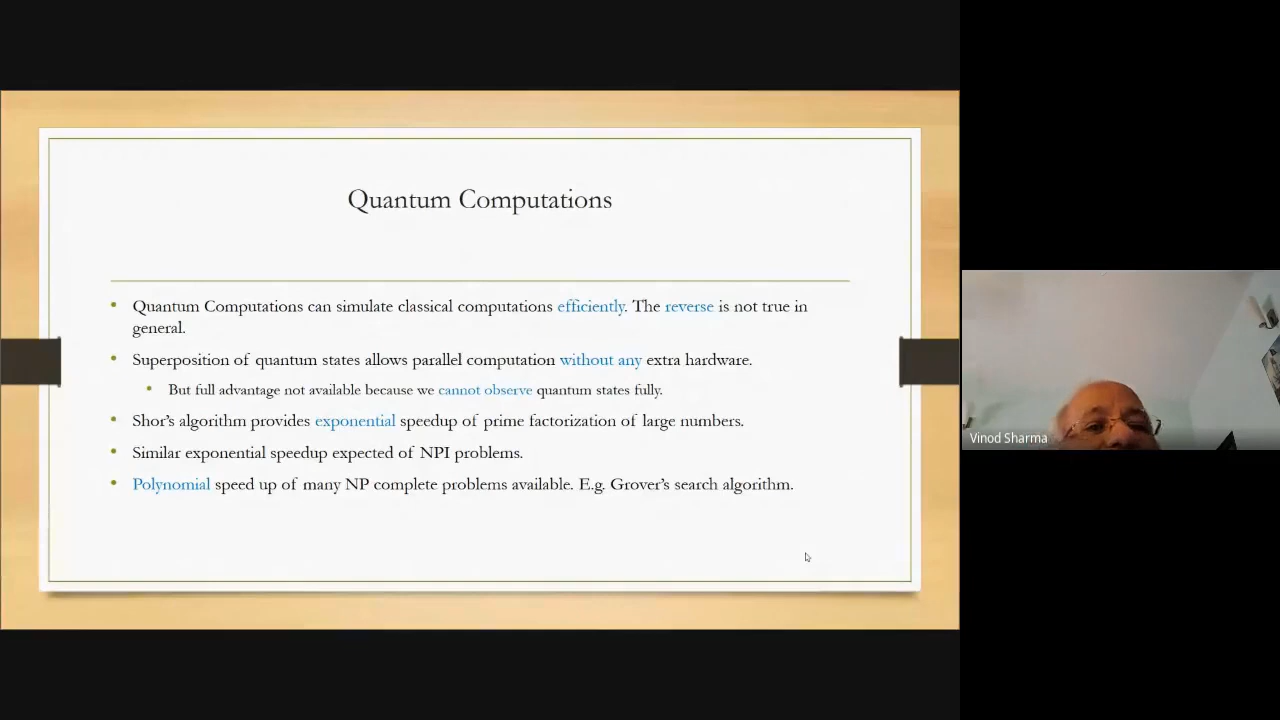 Quantum Computations
• Quantum Computations can simulate classical computations efficiently. The reverse is not true in
general.
• Superposition of quantum states allows parallel computation without any extra hardware.
• But full advantage not available because we cannot observe quantum states fully.
• Shor’s algorithm provides exponential speedup of prime factorization of large numbers.
• Similar exponential speedup expected of NPI problems.
• Polynomial speed up of many NP complete problems available. E.g. Grover’s search algorithm.
Vinod Sharma